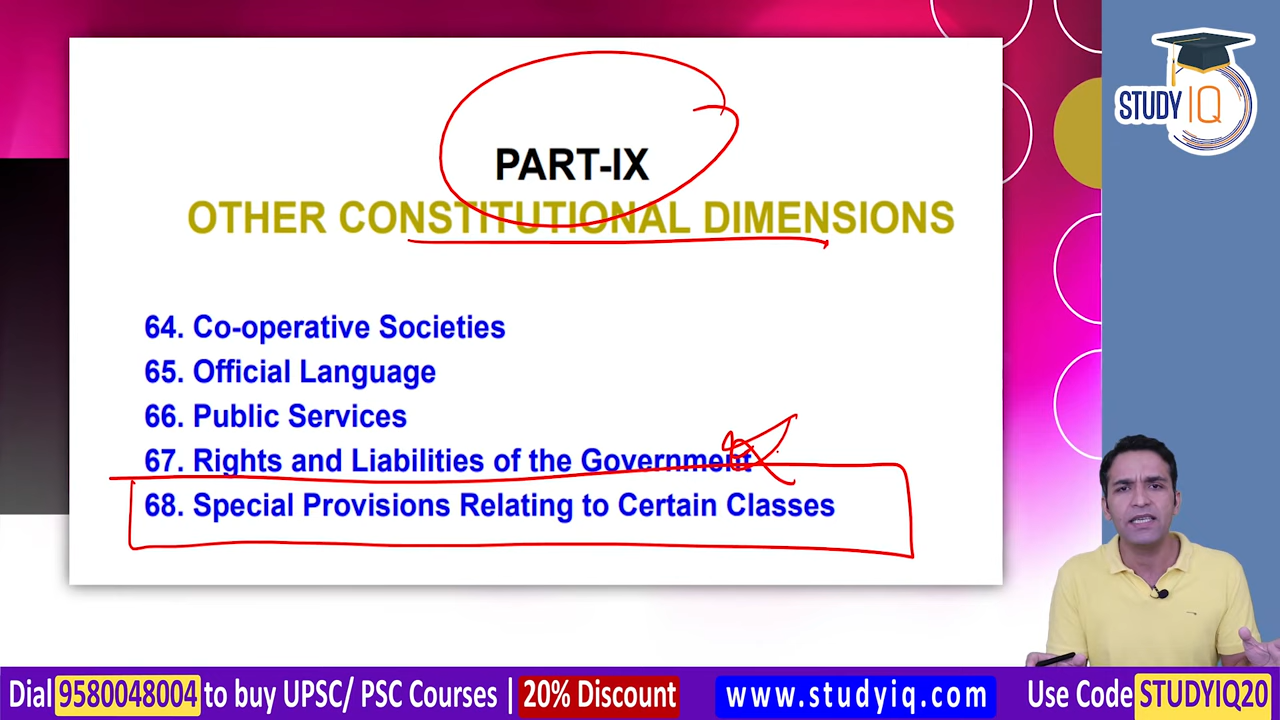 STUDY IQ
PART-IX
OTHER CONSTITUTIONAL DIMENSIONS
64. Co-operative Societies
65. Official Language
66. Public Services
67. Rights and Liabilities of the Government
68. Special Provisions Relating to Certain Classes
Dial 9580048004 to buy UPSC/ PSC Courses | 20% Discount www.studyiq.com Use Code STUDYIQ20